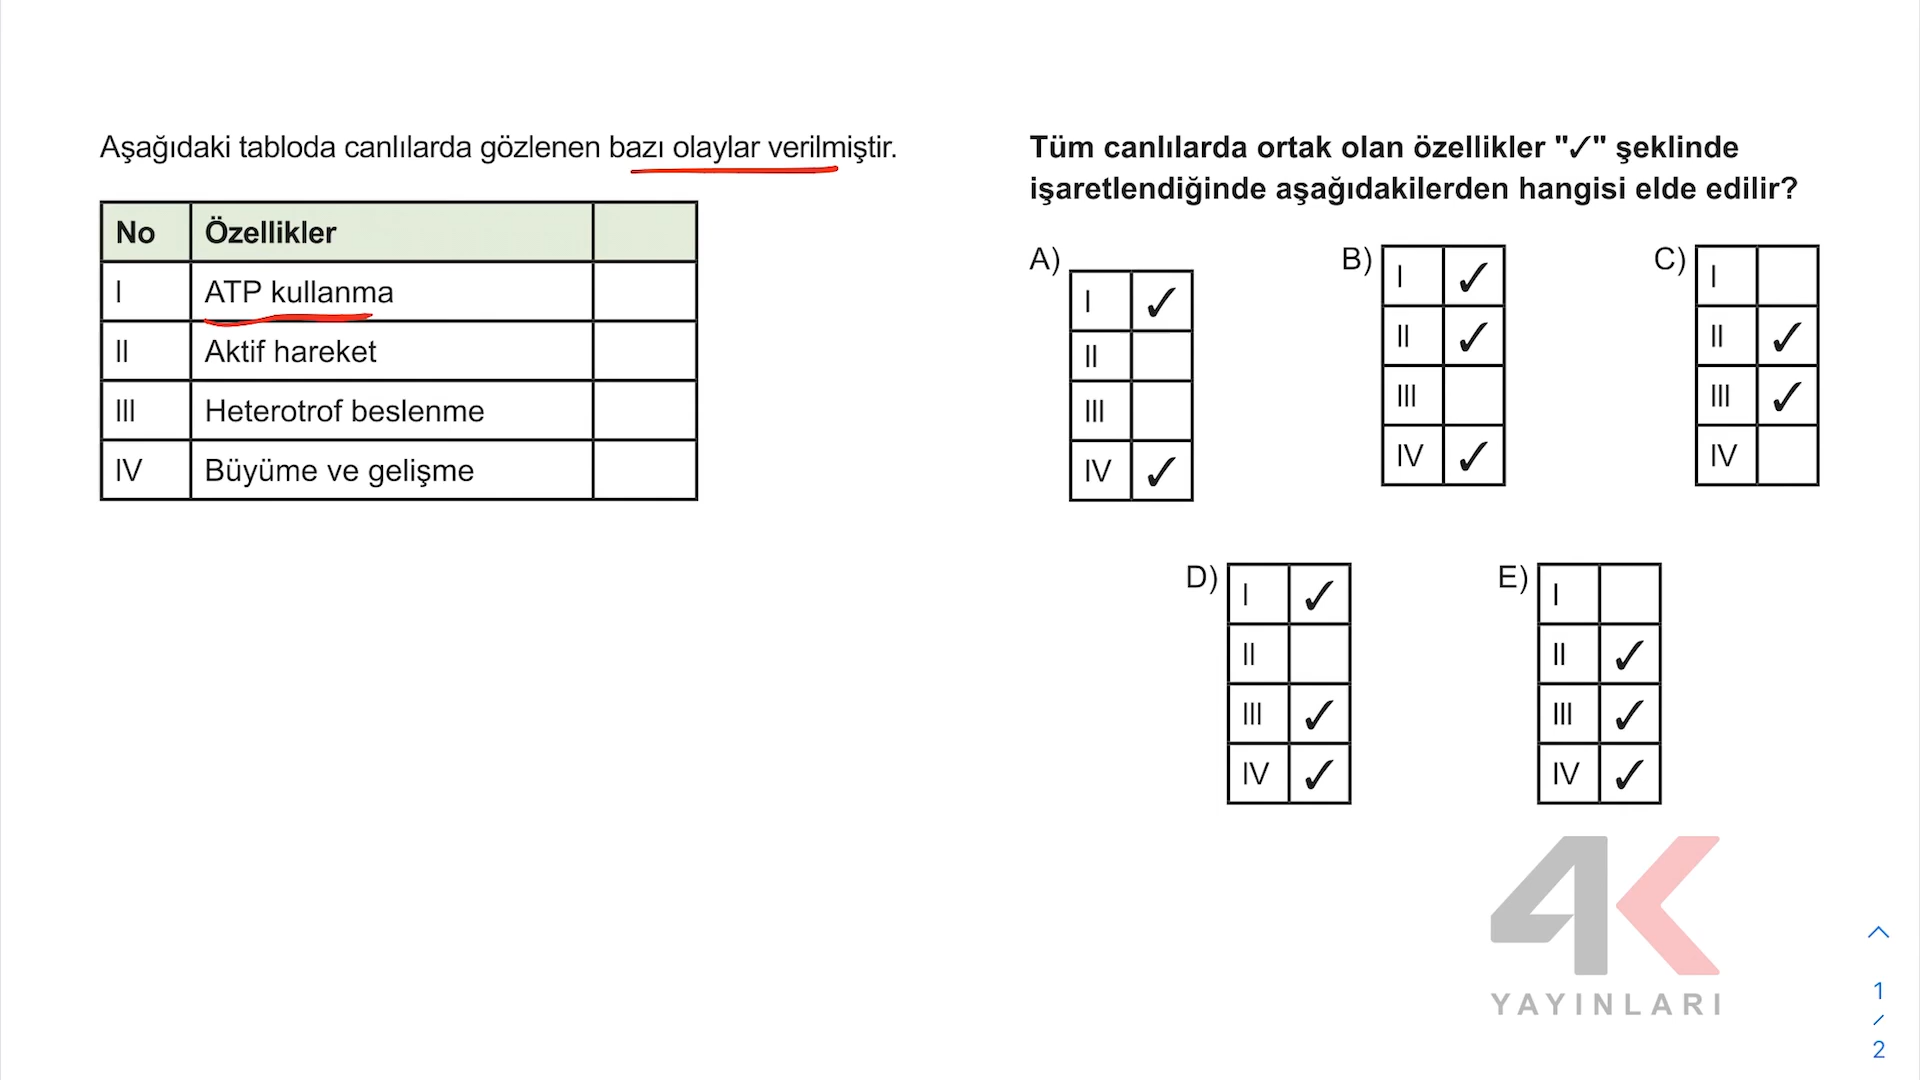 Aşağıdaki tabloda canlılarda gözlenen bazı olaylar verilmiştir.
No Özellikler
I ATP kullanma
II Aktif hareket
III Heterotrof beslenme
IV Büyüme ve gelişme
Tüm canlılarda ortak olan özellikler "✓" şeklinde
işaretlendiğinde aşağıdakilerden hangisi elde edilir?
A)
I ✓
II
III
IV ✓
B)
I ✓
II ✓
III
IV ✓
C)
I
II ✓
III ✓
IV
D)
I ✓
II
III ✓
IV ✓
E)
I
II ✓
III ✓
IV ✓
4K
YAYINLARI
1
/
2